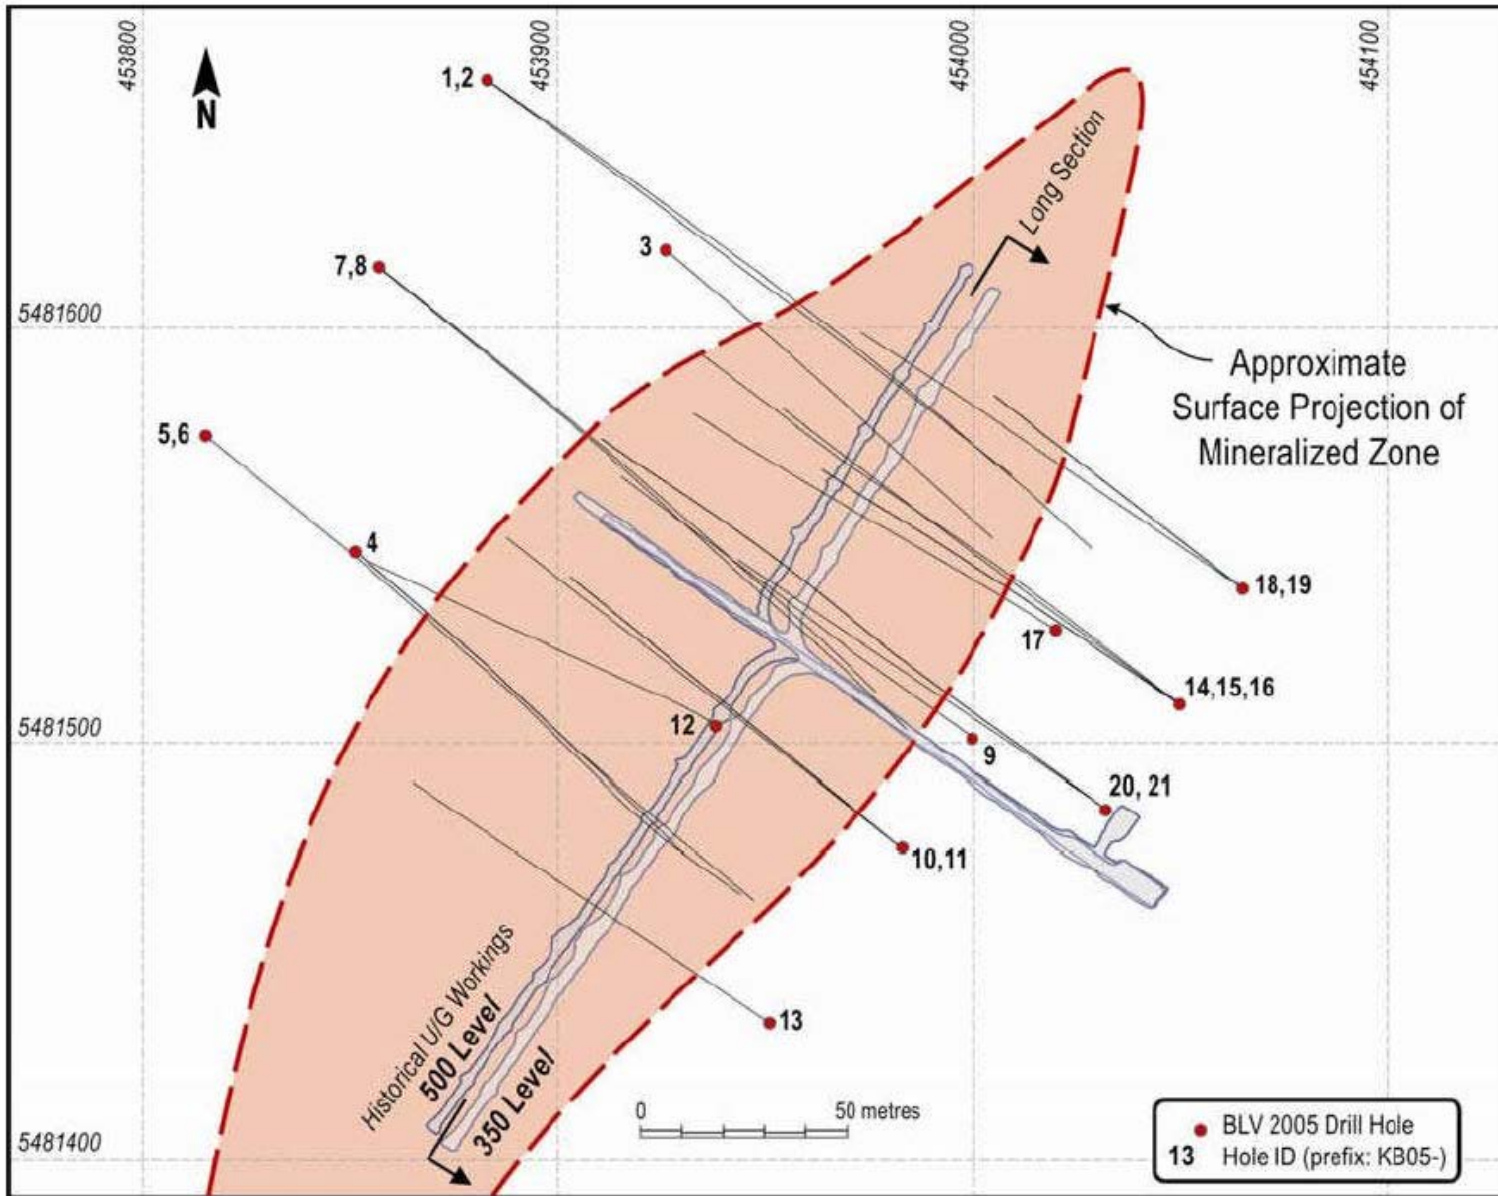 453800
453900
454000
454100
N
1,2
Long Section
3
7,8
5481600
Approximate
Surface Projection of
Mineralized Zone
5,6
4
18,19
17
14,15,16
5481500
12
9
20, 21
10,11
Historical U/G Workings
500 Level
350 Level
13
0 50 metres
5481400
BLV 2005 Drill Hole
13 Hole ID (prefix: KB05-)